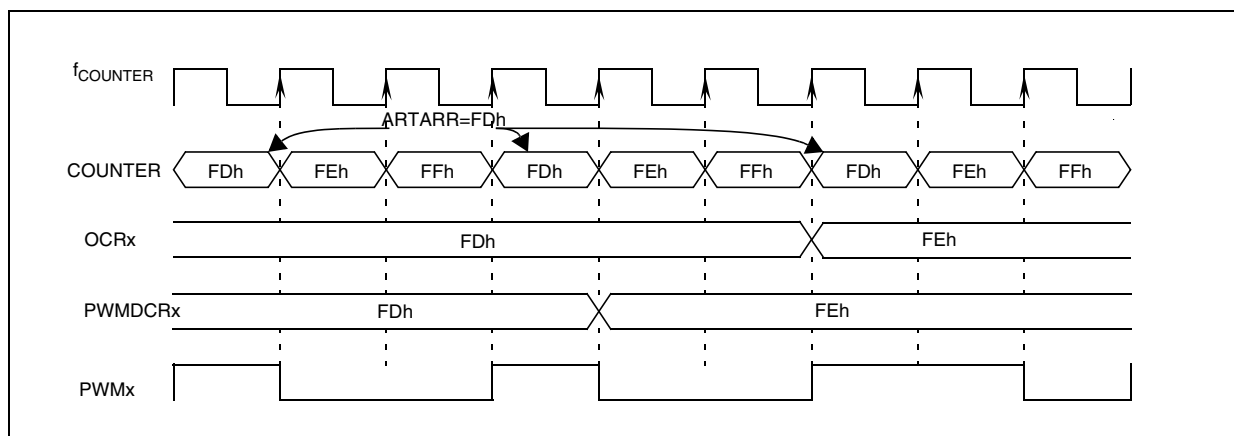 fCOUNTER
ARTARR=FDh
COUNTER FDh FEh FFh FDh FEh FFh FDh FEh FFh
OCRx FDh FEh
PWMDCRx FDh FEh
PWMx